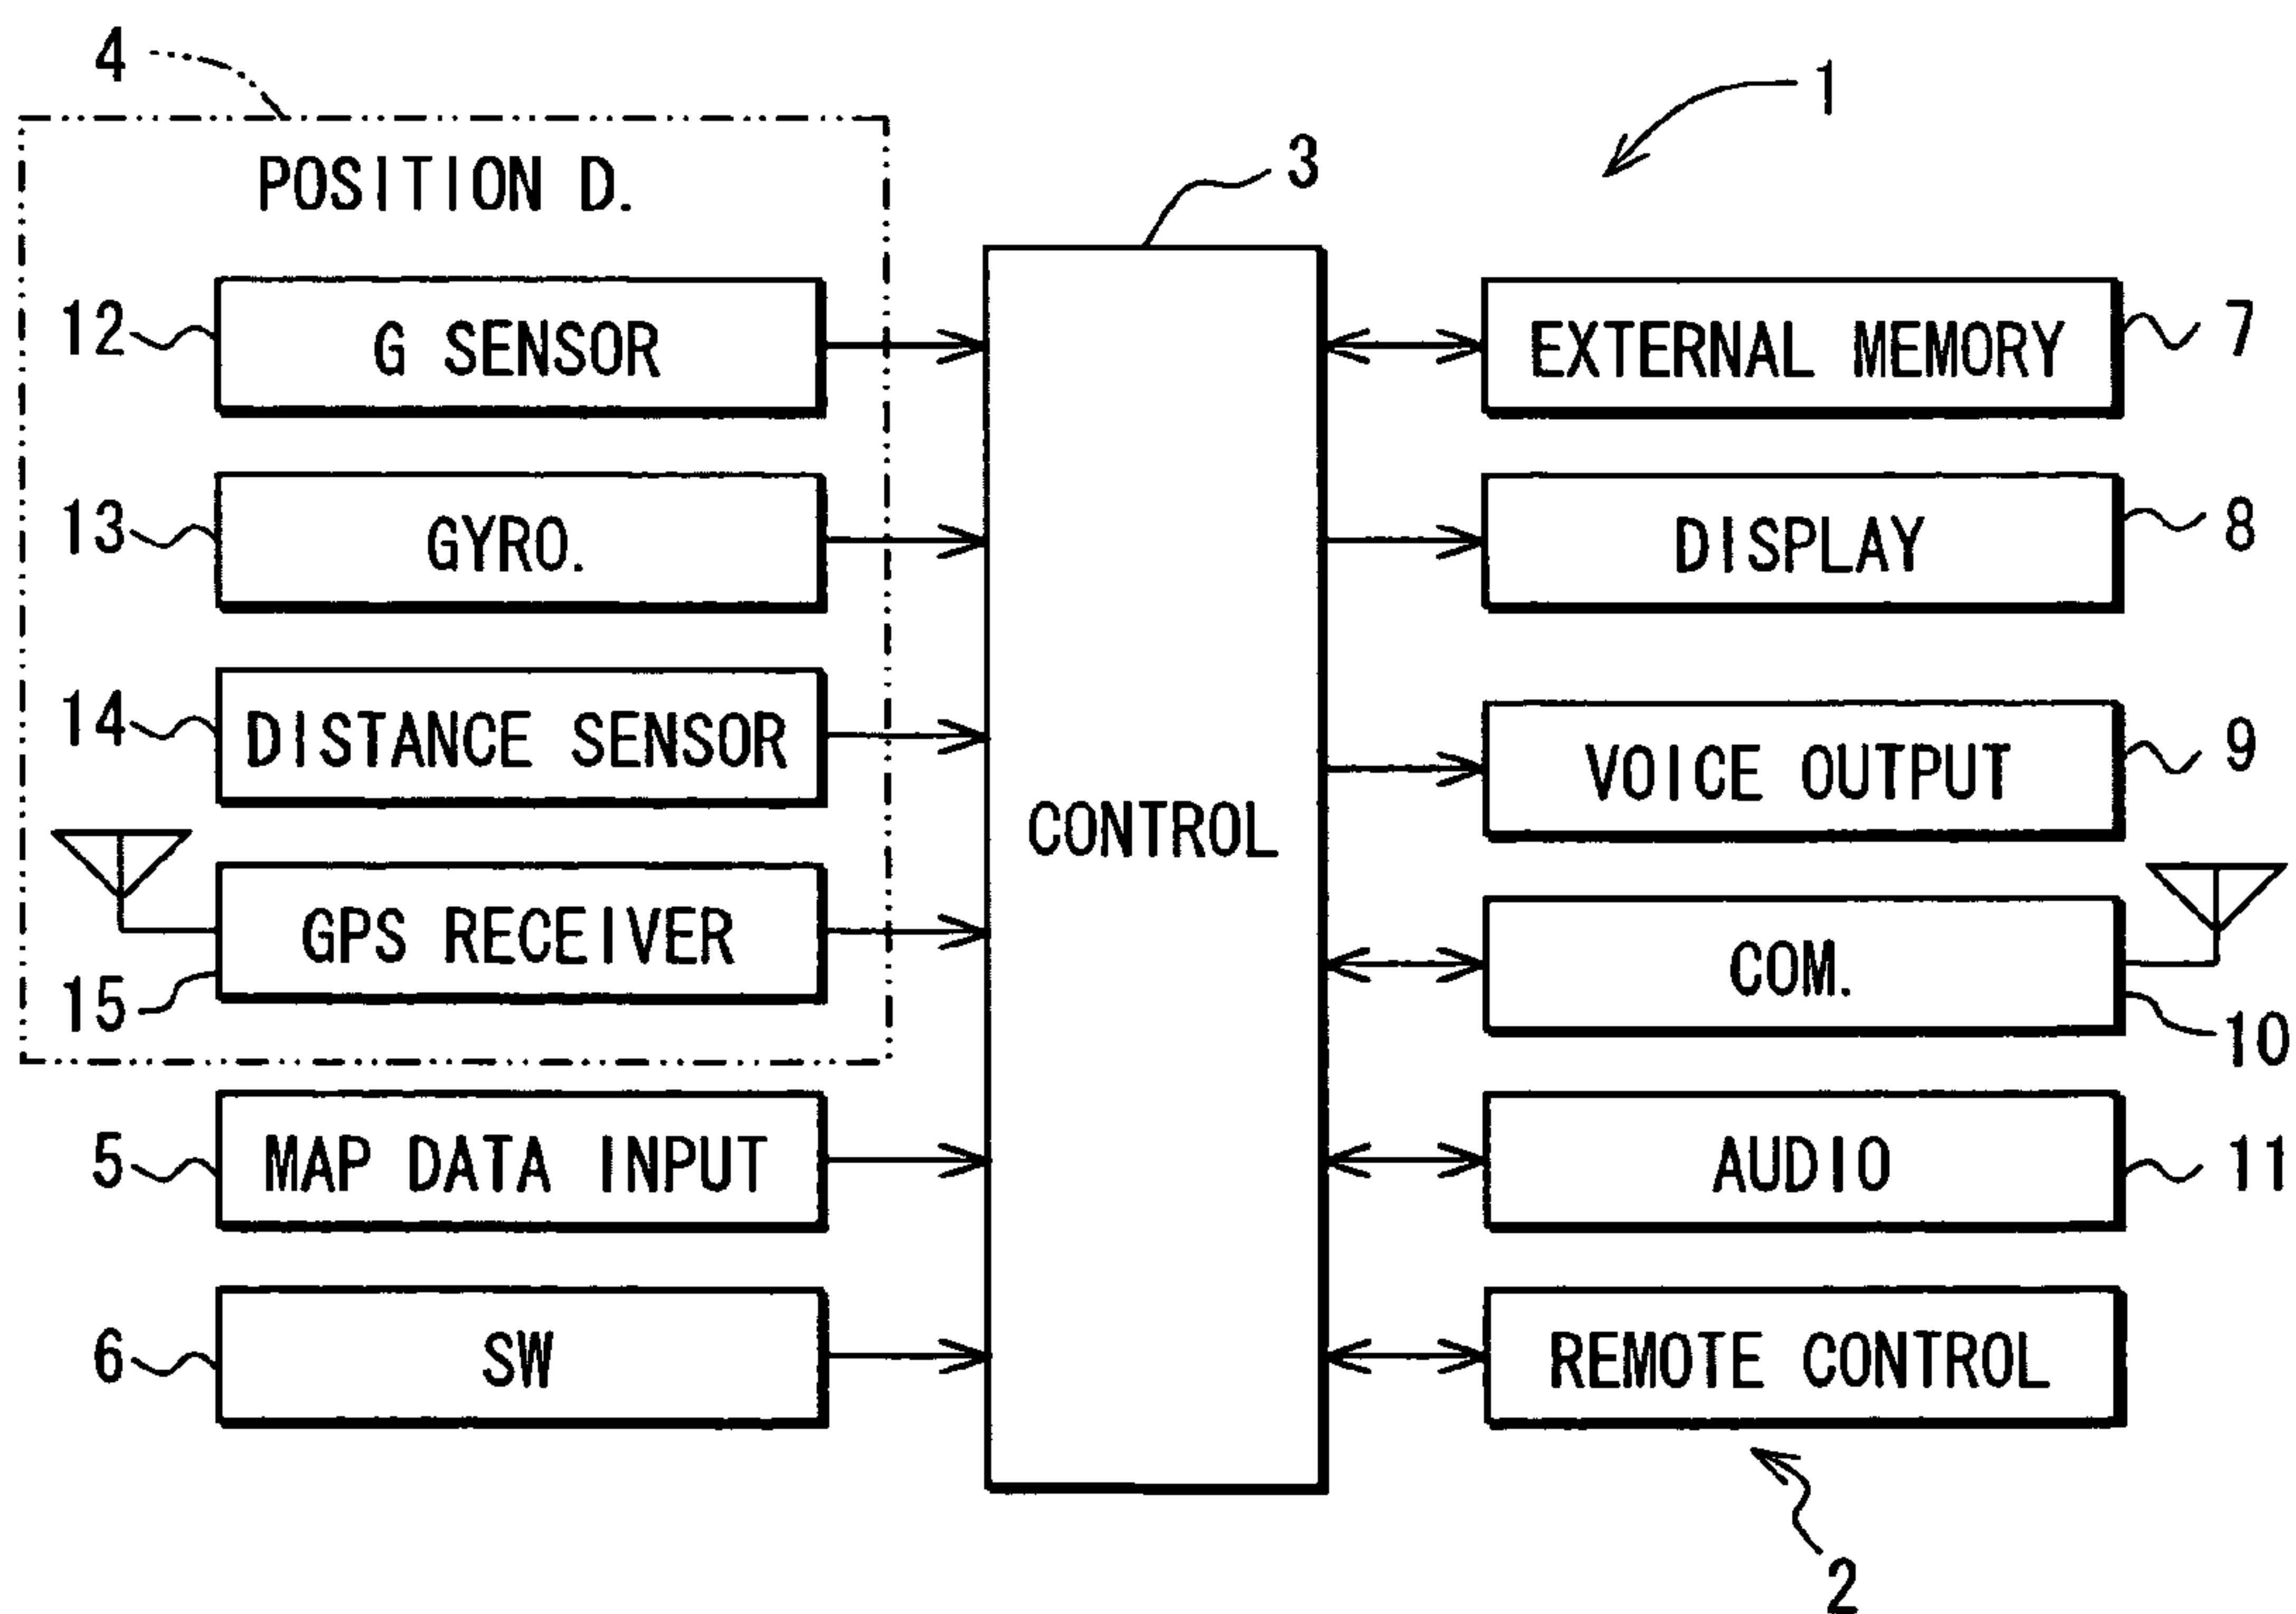 4
1
POSITION D.
3
12
G SENSOR
EXTERNAL MEMORY
7
13
GYRO.
DISPLAY
8
14
DISTANCE SENSOR
VOICE OUTPUT
9
CONTROL
GPS RECEIVER
15
COM.
10
5
MAP DATA INPUT
AUDIO
11
6
SW
REMOTE CONTROL
2